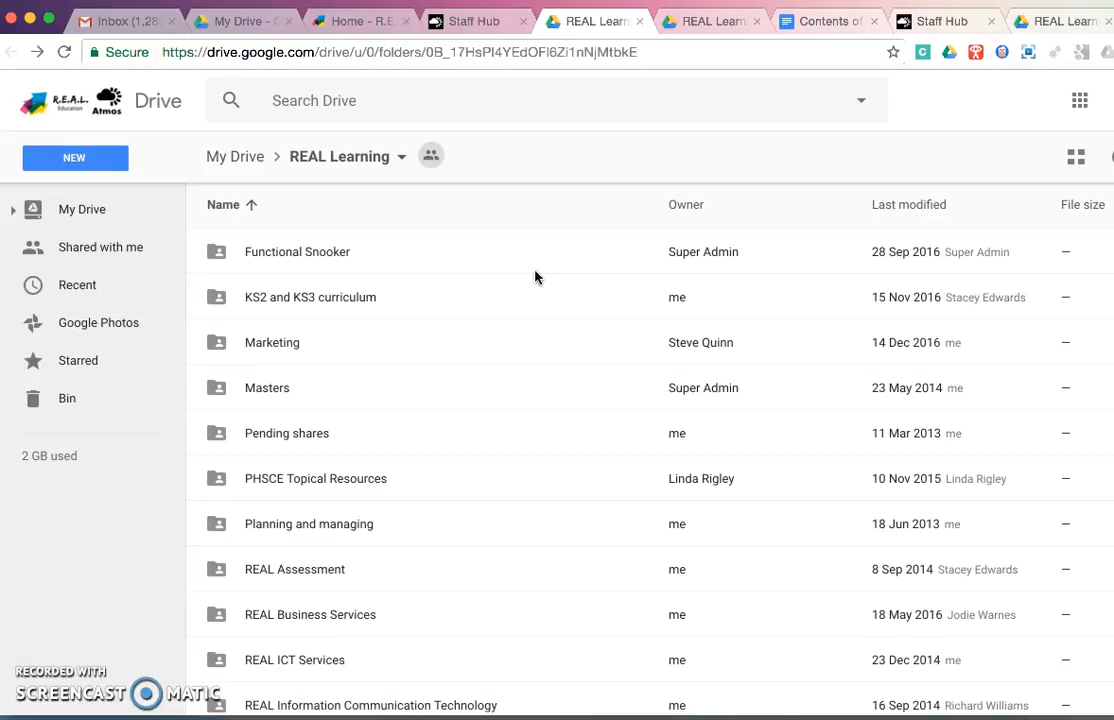 Inbox (1,28
My Drive - G
Home - R.E.
Staff Hub
REAL Learn
REAL Learn
Contents of
Staff Hub
REAL Learn
Secure
https://drive.google.com/drive/u/0/folders/0B_17HsPI4YEdOFl6Zi1nNjMtbkE
R.E.A.L.
Education
Atmos
Drive
Search Drive
NEW
My Drive > REAL Learning
My Drive
Shared with me
Recent
Google Photos
Starred
Bin
2 GB used
Name Owner Last modified File size
Functional Snooker Super Admin 28 Sep 2016 Super Admin –
KS2 and KS3 curriculum me 15 Nov 2016 Stacey Edwards –
Marketing Steve Quinn 14 Dec 2016 me –
Masters Super Admin 23 May 2014 me –
Pending shares me 11 Mar 2013 me –
PHSCE Topical Resources Linda Rigley 10 Nov 2015 Linda Rigley –
Planning and managing me 18 Jun 2013 me –
REAL Assessment me 8 Sep 2014 Stacey Edwards –
REAL Business Services me 18 May 2016 Jodie Warnes –
REAL ICT Services me 23 Dec 2014 me –
REAL Information Communication Technology me 16 Sep 2014 Richard Williams –
RECORDED WITH
SCREENCAST MATIC